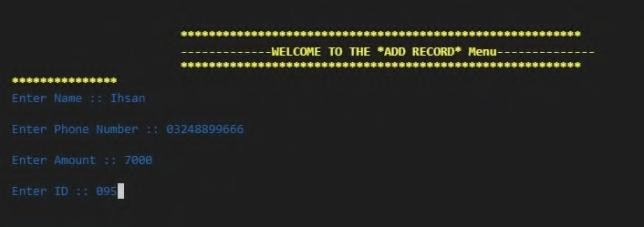 *********************************************************
-------------WELCOME TO THE *ADD RECORD* Menu--------------
*********************************************************
***************
Enter Name :: Ihsan
Enter Phone Number :: 03248899666
Enter Amount :: 7000
Enter ID :: 095